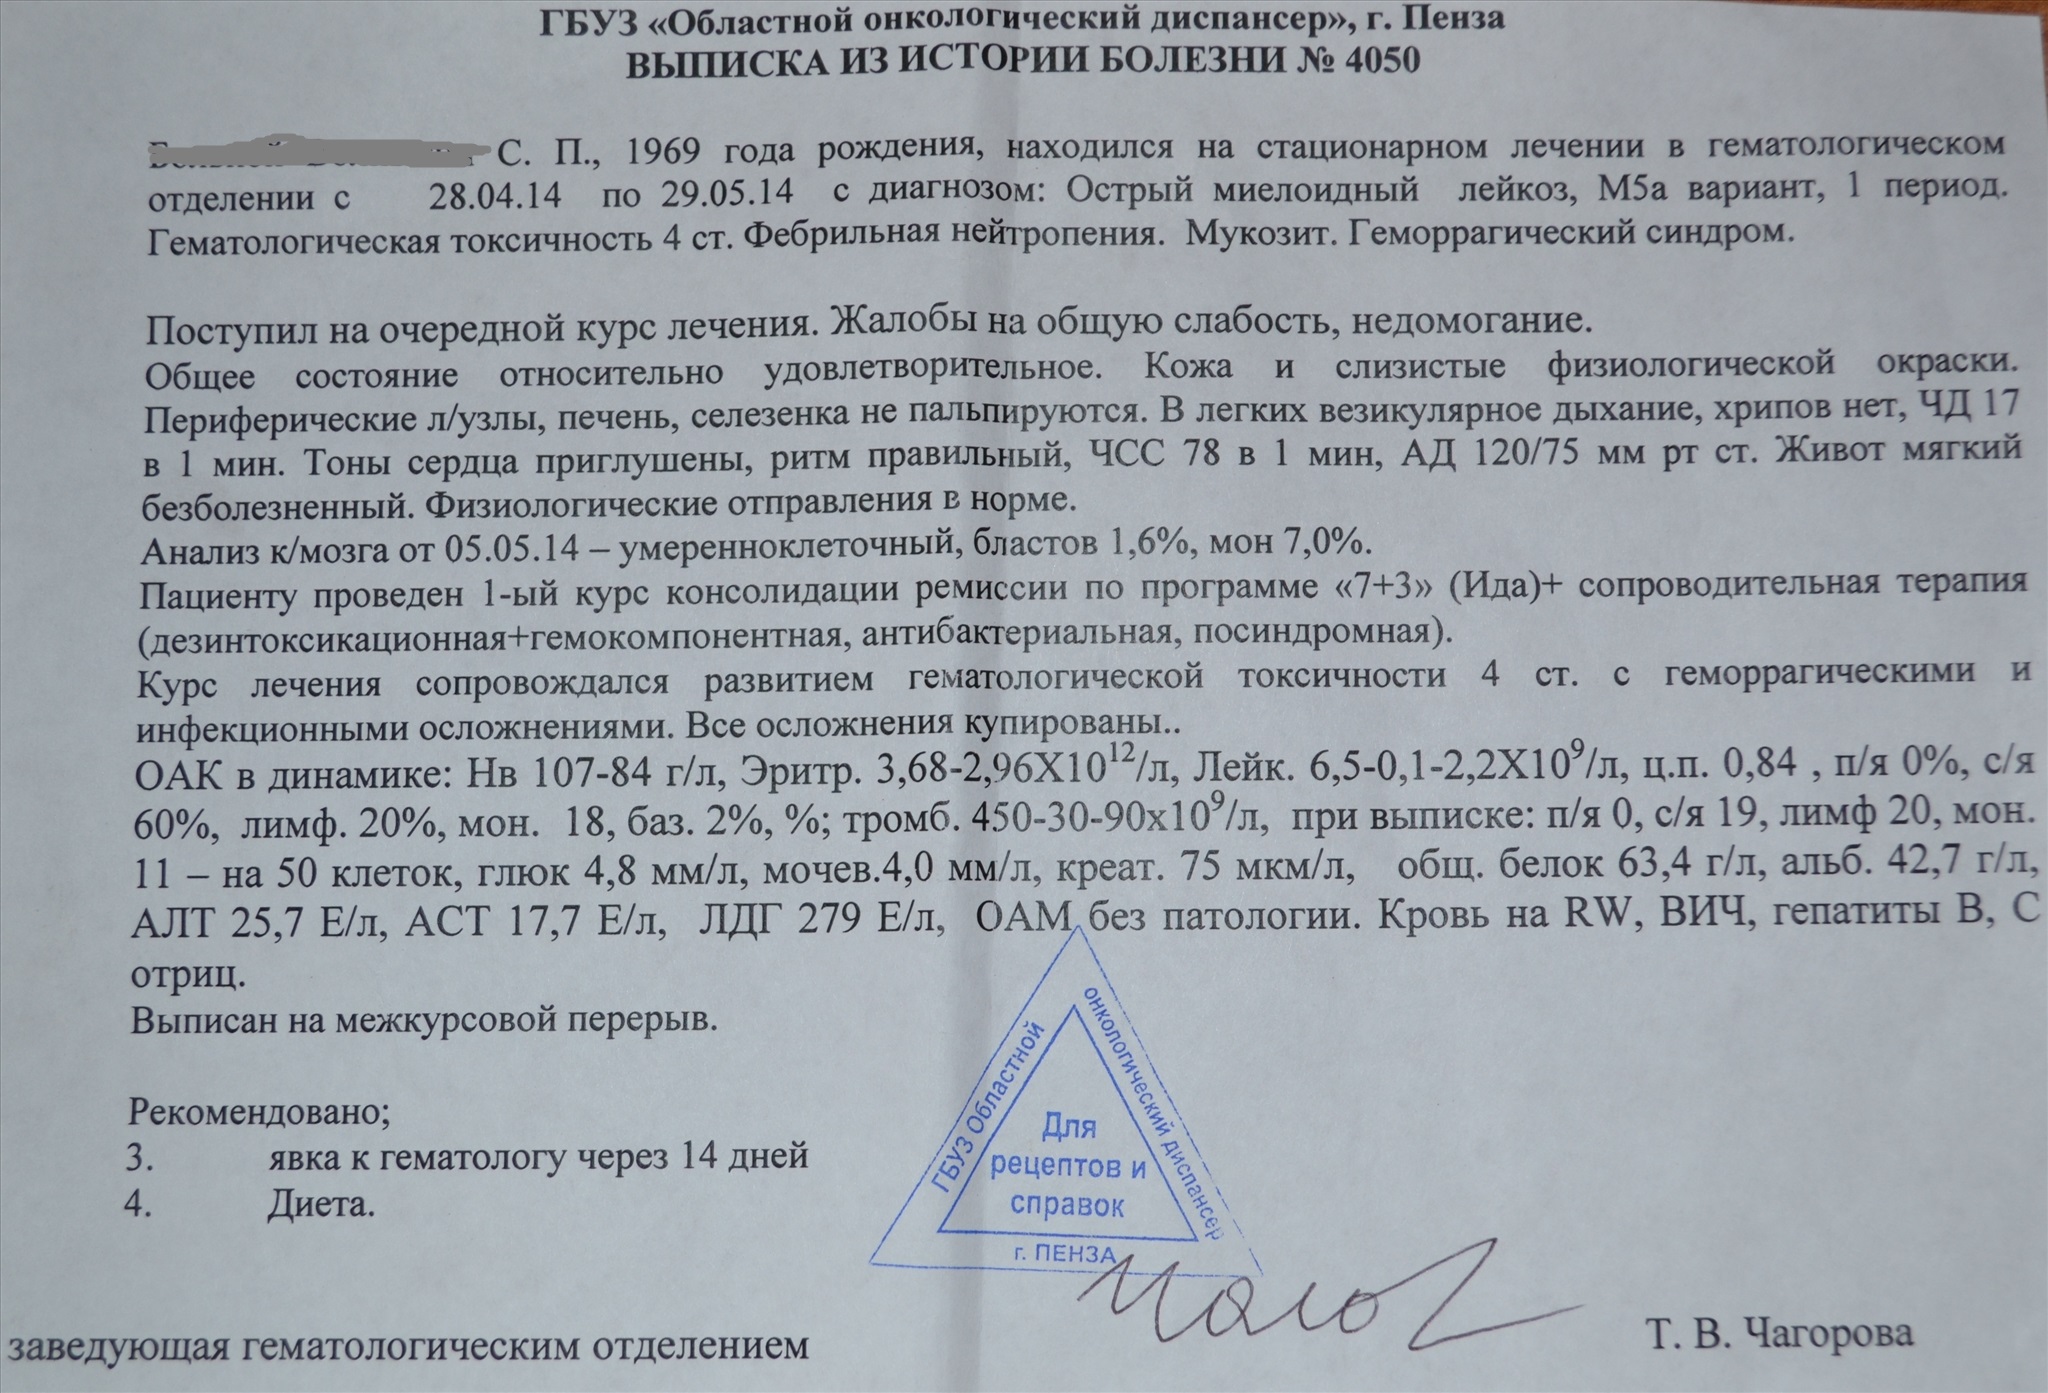 ГБУЗ «Областной онкологический диспансер», г. Пенза
ВЫПИСКА ИЗ ИСТОРИИ БОЛЕЗНИ № 4050
С. П., 1969 года рождения, находился на стационарном лечении в гематологическом
отделении с 28.04.14 по 29.05.14 с диагнозом: Острый миелоидный лейкоз, М5а вариант, 1 период.
Гематологическая токсичность 4 ст. Фебрильная нейтропения. Мукозит. Геморрагический синдром.
Поступил на очередной курс лечения. Жалобы на общую слабость, недомогание.
Общее состояние относительно удовлетворительное. Кожа и слизистые физиологической окраски.
Периферические л/узлы, печень, селезенка не пальпируются. В легких везикулярное дыхание, хрипов нет, ЧД 17
в 1 мин. Тоны сердца приглушены, ритм правильный, ЧСС 78 в 1 мин, АД 120/75 мм рт ст. Живот мягкий
безболезненный. Физиологические отправления в норме.
Анализ к/мозга от 05.05.14 – умеренноклеточный, бластов 1,6%, мон 7,0%.
Пациенту проведен 1-ый курс консолидации ремиссии по программе «7+3» (Ида)+ сопроводительная терапия
(дезинтоксикационная+гемокомпонентная, антибактериальная, посиндромная).
Курс лечения сопровождался развитием гематологической токсичности 4 ст. с геморрагическими и
инфекционными осложнениями. Все осложнения купированы..
ОАК в динамике: Нв 107-84 г/л, Эритр. 3,68-2,96Х10¹²/л, Лейк. 6,5-0,1-2,2Х10⁹/л, ц.п. 0,84 , п/я 0%, с/я
60%, лимф. 20%, мон. 18, баз. 2%, %; тромб. 450-30-90х10⁹/л, при выписке: п/я 0, с/я 19, лимф 20, мон.
11 – на 50 клеток, глюк 4,8 мм/л, мочев.4,0 мм/л, креат. 75 мкм/л, общ. белок 63,4 г/л, альб. 42,7 г/л,
АЛТ 25,7 Е/л, АСТ 17,7 Е/л, ЛДГ 279 Е/л, ОАМ без патологии. Кровь на RW, ВИЧ, гепатиты В, С
отриц.
Выписан на межкурсовой перерыв.
Рекомендовано;
3. явка к гематологу через 14 дней
4. Диета.
ГБУЗ Областной
онкологический диспансер
Для
рецептов и
справок
г. ПЕНЗА
заведующая гематологическим отделением Т. В. Чагорова